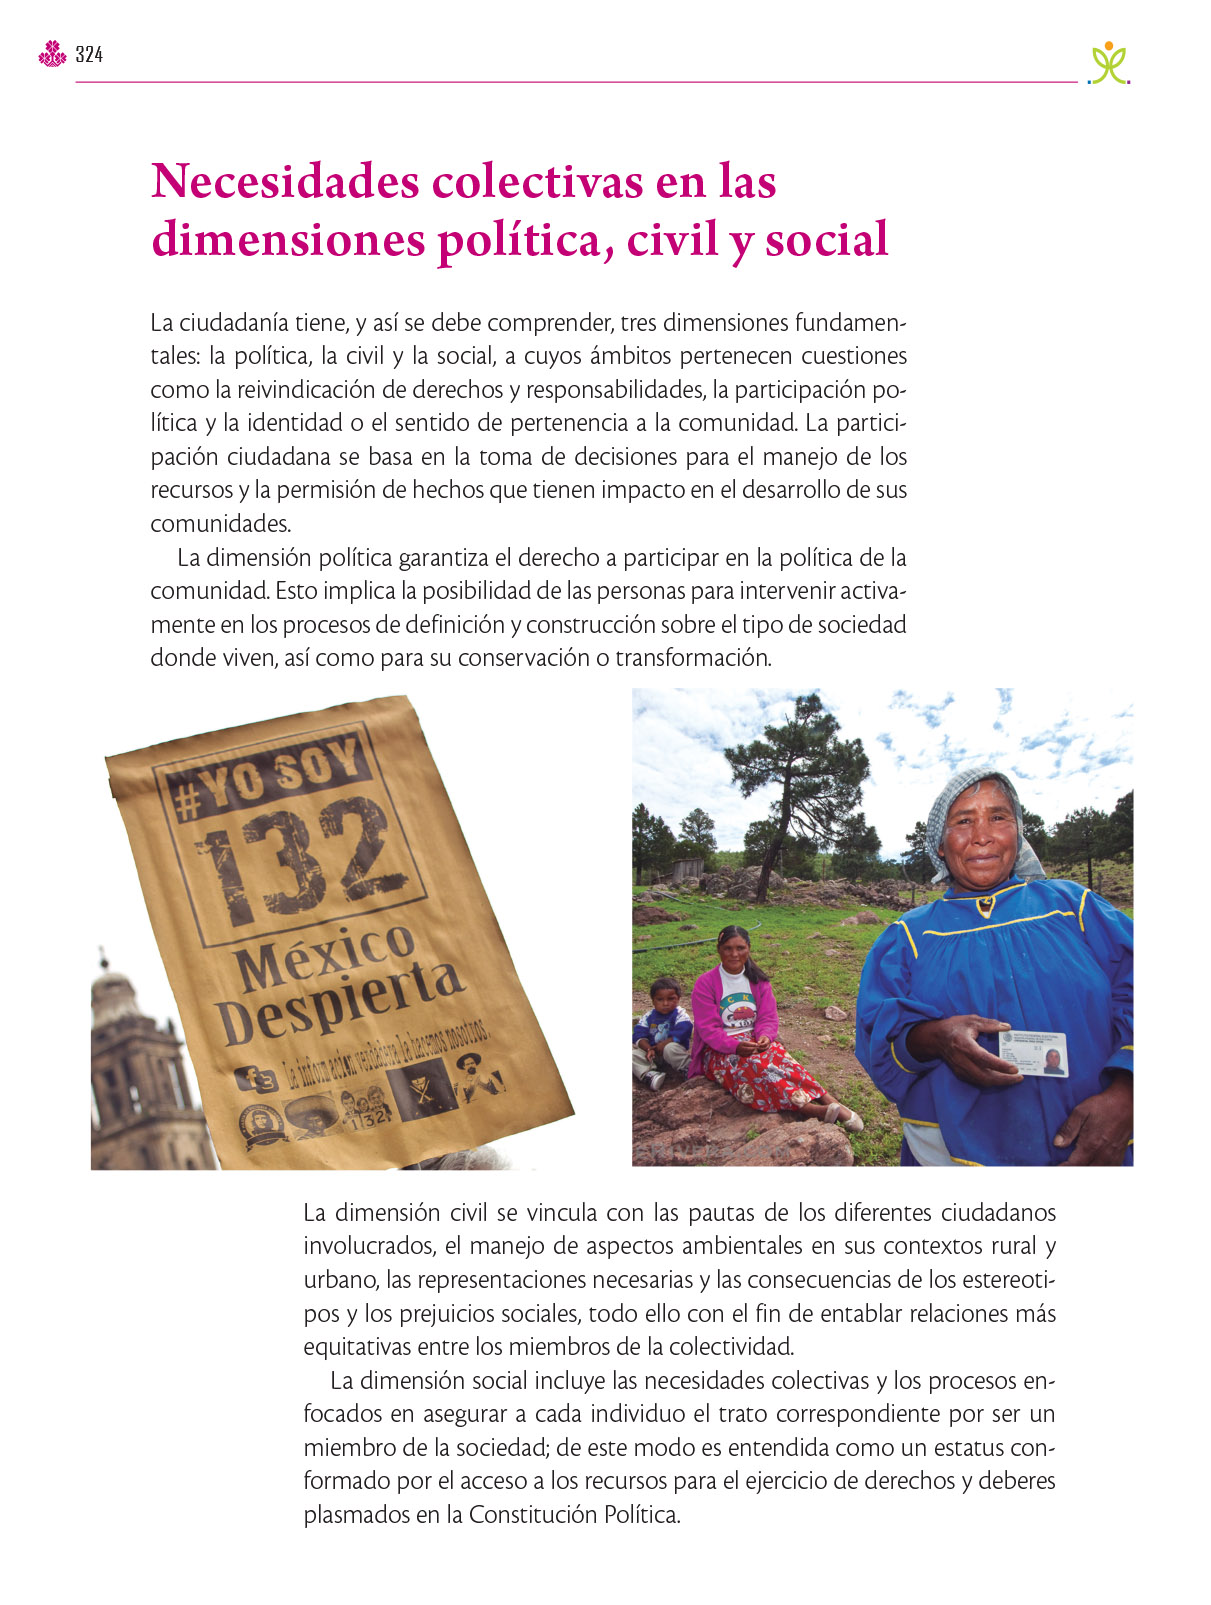 324
Necesidades colectivas en las
dimensiones política, civil y social
La ciudadanía tiene, y así se debe comprender, tres dimensiones fundamen-
tales: la política, la civil y la social, a cuyos ámbitos pertenecen cuestiones
como la reivindicación de derechos y responsabilidades, la participación po-
lítica y la identidad o el sentido de pertenencia a la comunidad. La partici-
pación ciudadana se basa en la toma de decisiones para el manejo de los
recursos y la permisión de hechos que tienen impacto en el desarrollo de sus
comunidades.
La dimensión política garantiza el derecho a participar en la política de la
comunidad. Esto implica la posibilidad de las personas para intervenir activa-
mente en los procesos de definición y construcción sobre el tipo de sociedad
donde viven, así como para su conservación o transformación.
#YO SOY
132
México
Despierta
La información verdadera la hacemos nosotros.
132
La dimensión civil se vincula con las pautas de los diferentes ciudadanos
involucrados, el manejo de aspectos ambientales en sus contextos rural y
urbano, las representaciones necesarias y las consecuencias de los estereoti-
pos y los prejuicios sociales, todo ello con el fin de entablar relaciones más
equitativas entre los miembros de la colectividad.
La dimensión social incluye las necesidades colectivas y los procesos en-
focados en asegurar a cada individuo el trato correspondiente por ser un
miembro de la sociedad; de este modo es entendida como un estatus con-
formado por el acceso a los recursos para el ejercicio de derechos y deberes
plasmados en la Constitución Política.